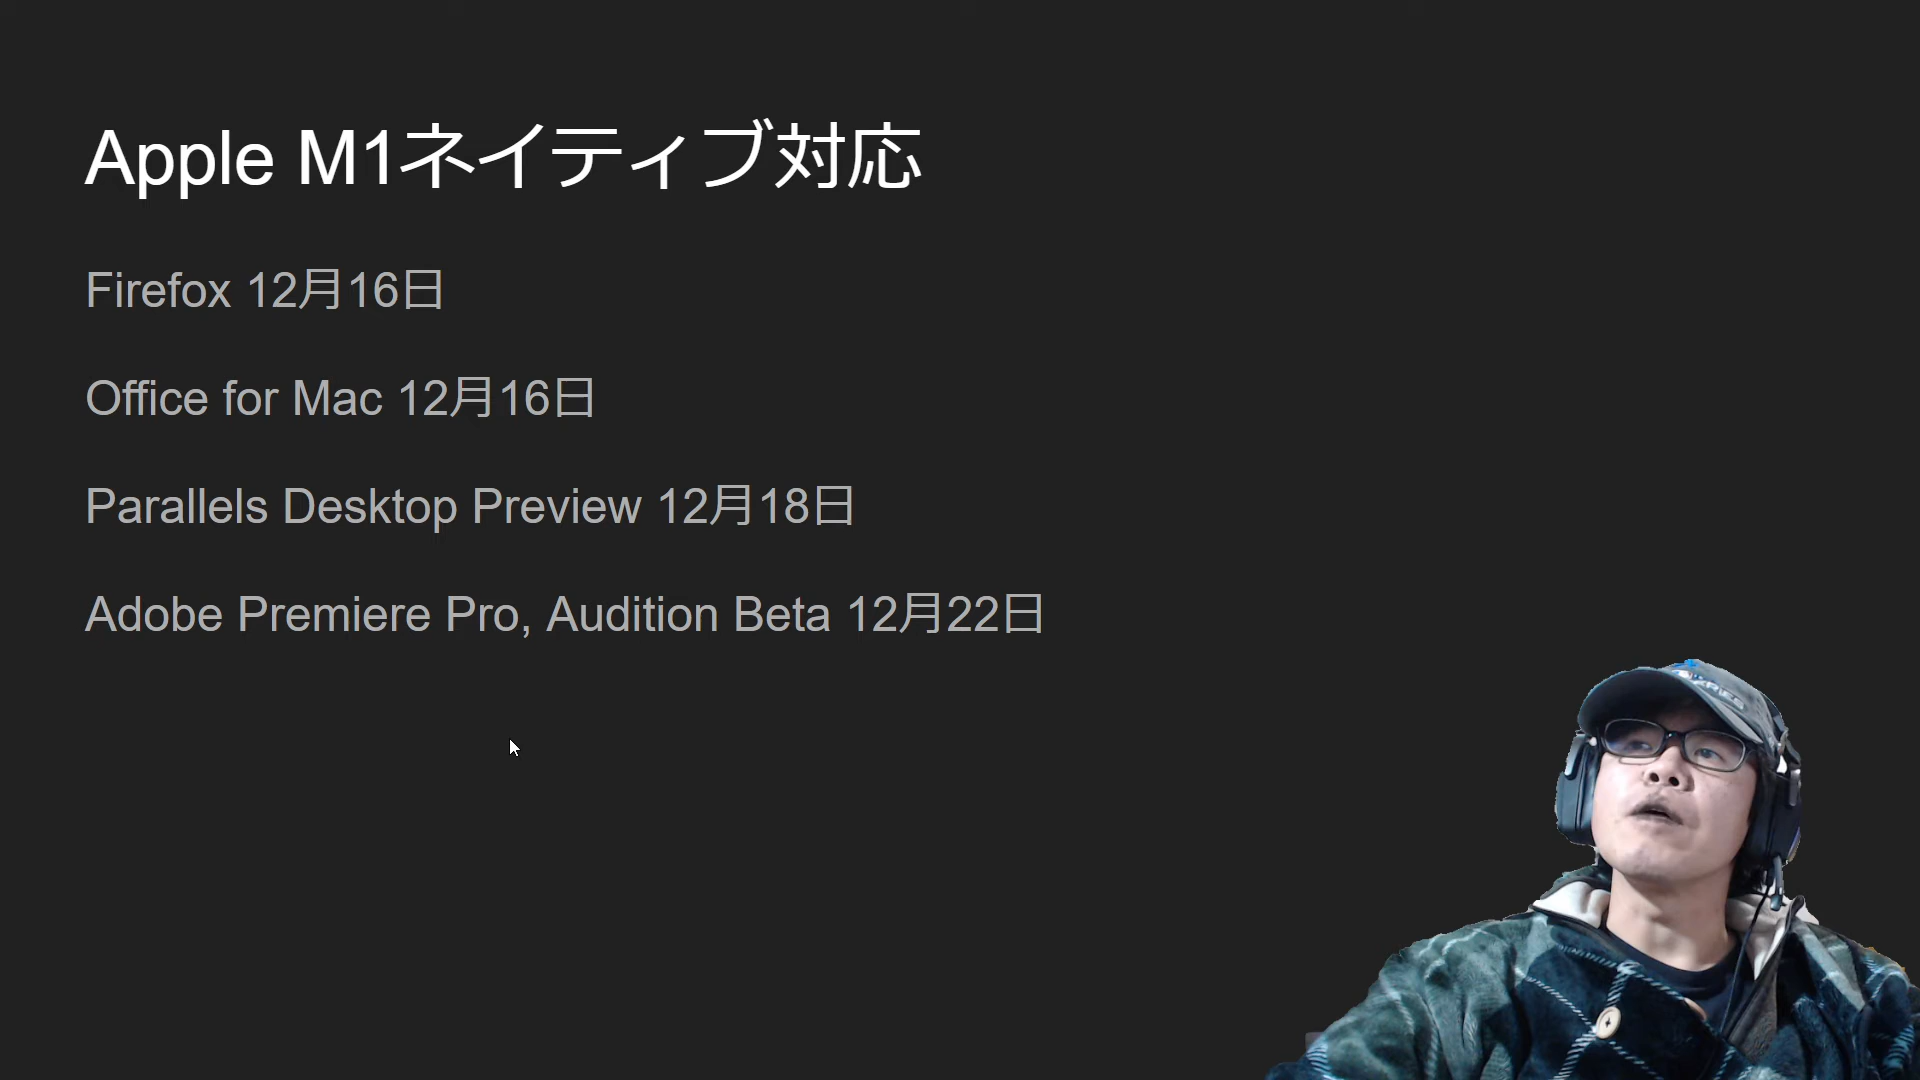 Apple M1ネイティブ対応
Firefox 12月16日
Office for Mac 12月16日
Parallels Desktop Preview 12月18日
Adobe Premiere Pro, Audition Beta 12月22日